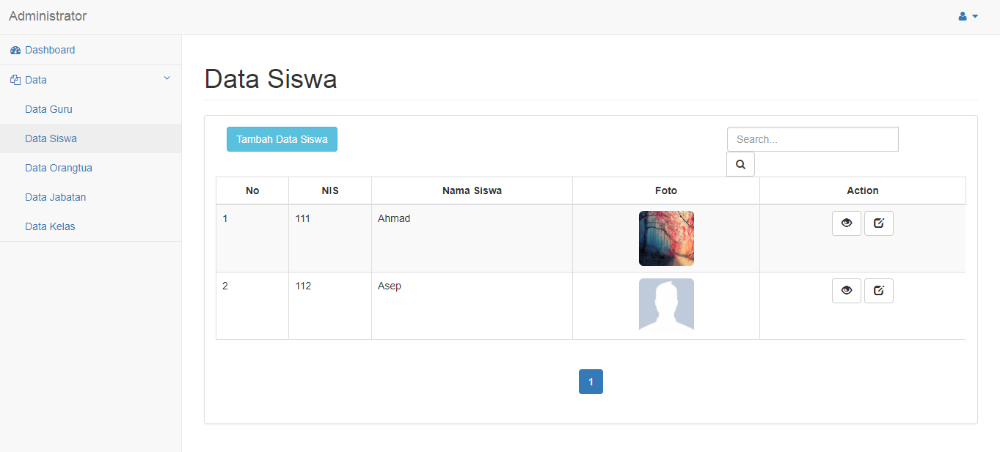 Administrator
Dashboard
Data
Data Guru
Data Siswa
Data Orangtua
Data Jabatan
Data Kelas
Data Siswa
Tambah Data Siswa
Search...
No NIS Nama Siswa Foto Action
1 111 Ahmad
2 112 Asep
1